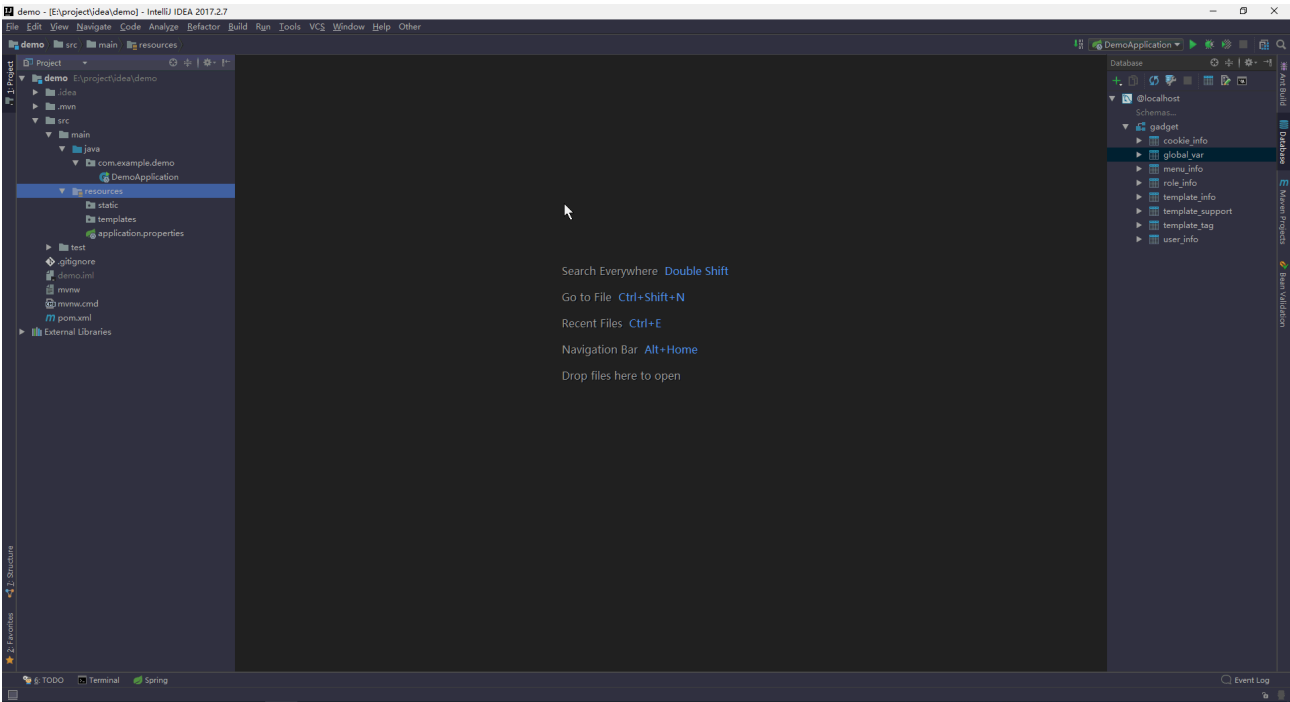 demo - [E:\project\idea\demo] - IntelliJ IDEA 2017.2.7
File Edit View Navigate Code Analyze Refactor Build Run Tools VCS Window Help Other
demo src main resources
DemoApplication
1: Project
Project
demo E:\project\idea\demo
.idea
.mvn
src
main
java
com.example.demo
DemoApplication
resources
static
templates
application.properties
test
.gitignore
demo.iml
mvnw
mvnw.cmd
pom.xml
External Libraries
Search Everywhere Double Shift
Go to File Ctrl+Shift+N
Recent Files Ctrl+E
Navigation Bar Alt+Home
Drop files here to open
Database
@localhost
Schemas...
gadget
cookie_info
global_var
menu_info
role_info
template_info
template_support
template_tag
user_info
Ant Build
Database
Maven Projects
Bean Validation
7: Structure
2: Favorites
6: TODO Terminal Spring
Event Log